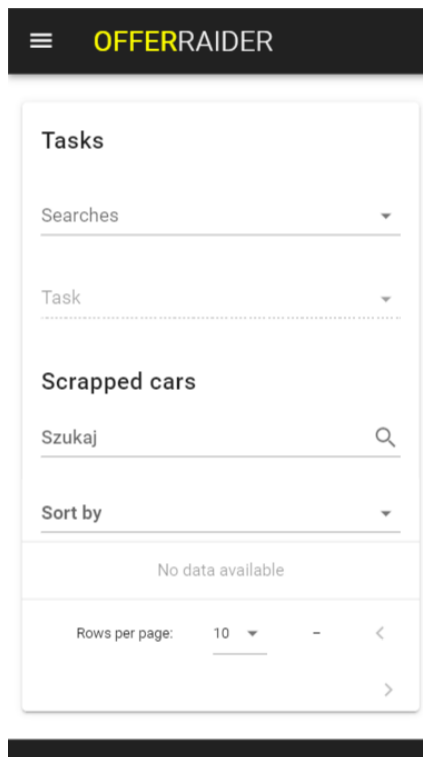 OFFERRAIDER
Tasks
Searches
Task
Scrapped cars
Szukaj
Sort by
No data available
Rows per page: 10 –